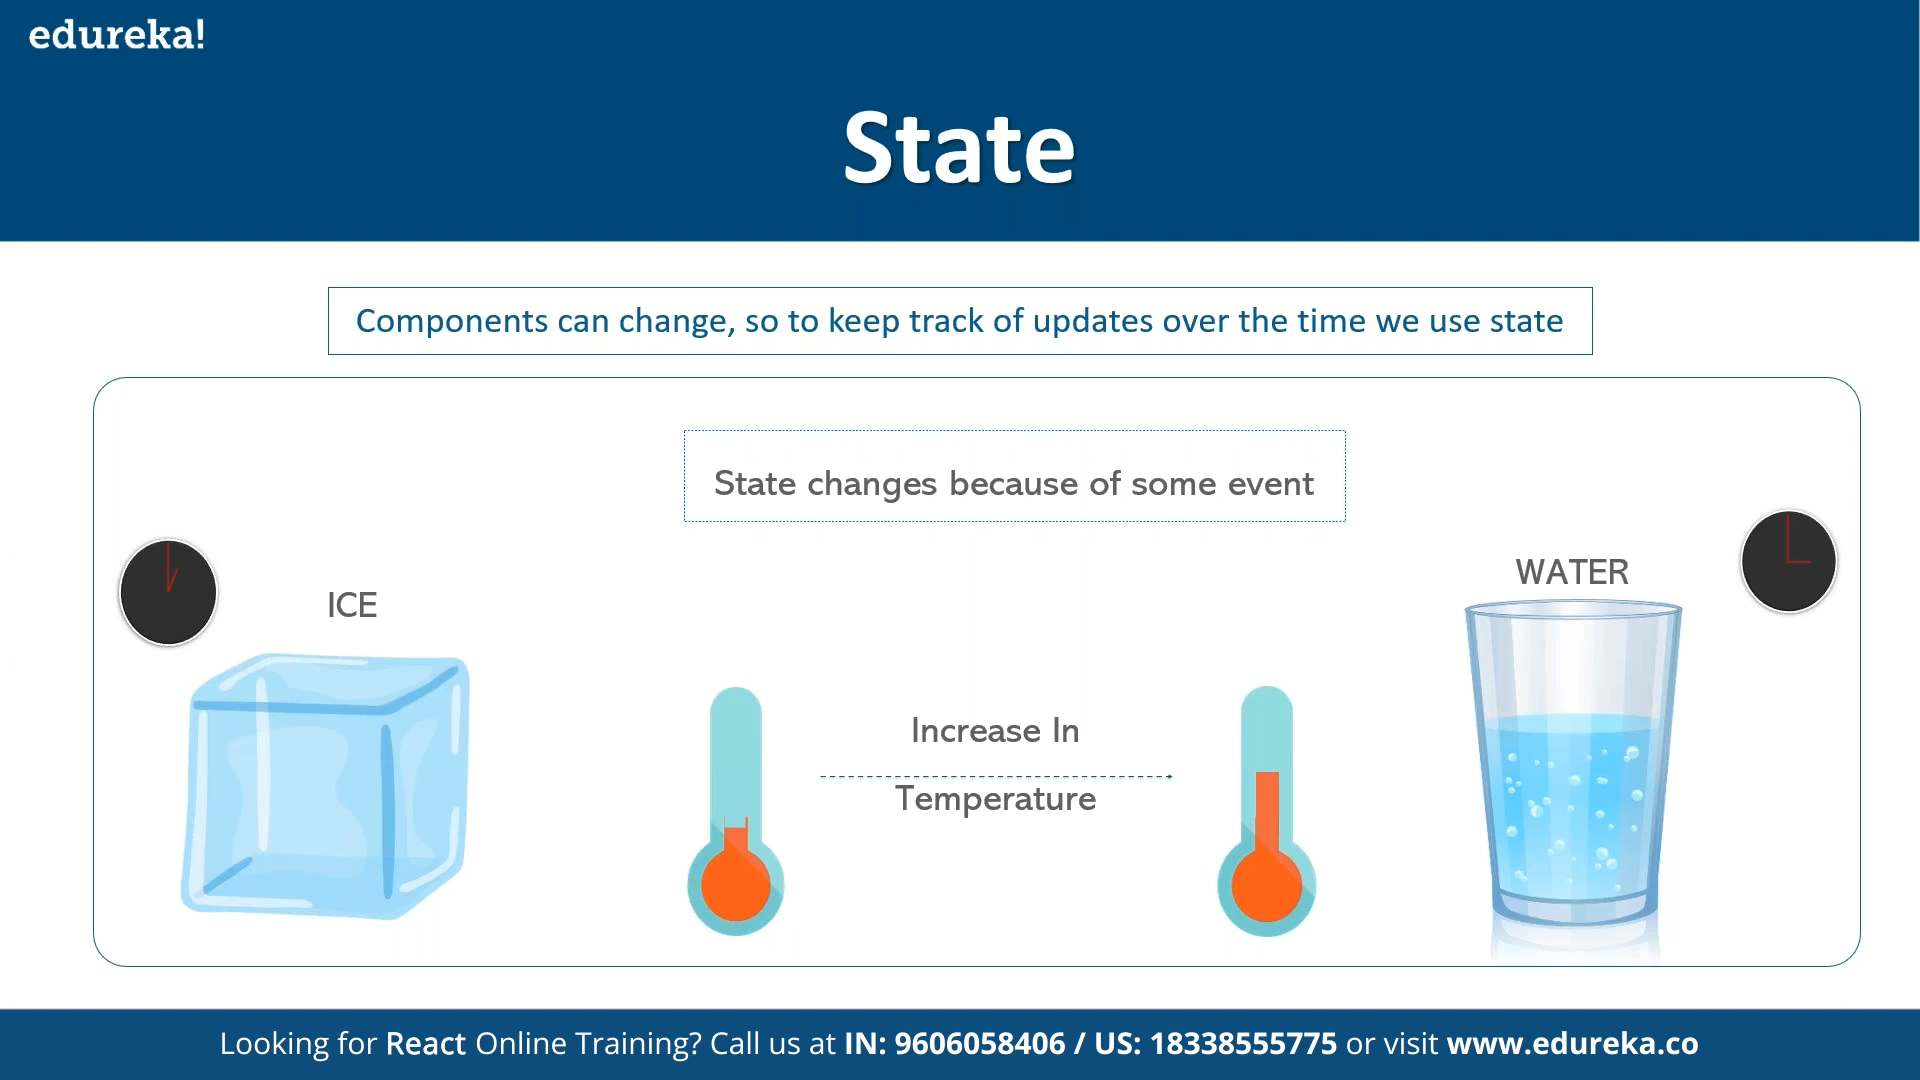 edureka!
State
Components can change, so to keep track of updates over the time we use state
State changes because of some event
ICE
WATER
Increase In
Temperature
Looking for React Online Training? Call us at IN: 9606058406 / US: 18338555775 or visit www.edureka.co